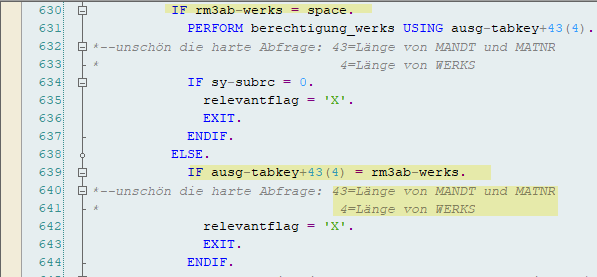 630 IF rm3ab-werks = space.
631 PERFORM berechtigung_werks USING ausg-tabkey+43(4).
632 *--unschön die harte Abfrage: 43=Länge von MANDT und MATNR
633 * 4=Länge von WERKS
634 IF sy-subrc = 0.
635 relevantflag = 'X'.
636 EXIT.
637 ENDIF.
638 ELSE.
639 IF ausg-tabkey+43(4) = rm3ab-werks.
640 *--unschön die harte Abfrage: 43=Länge von MANDT und MATNR
641 * 4=Länge von WERKS
642 relevantflag = 'X'.
643 EXIT.
644 ENDIF.